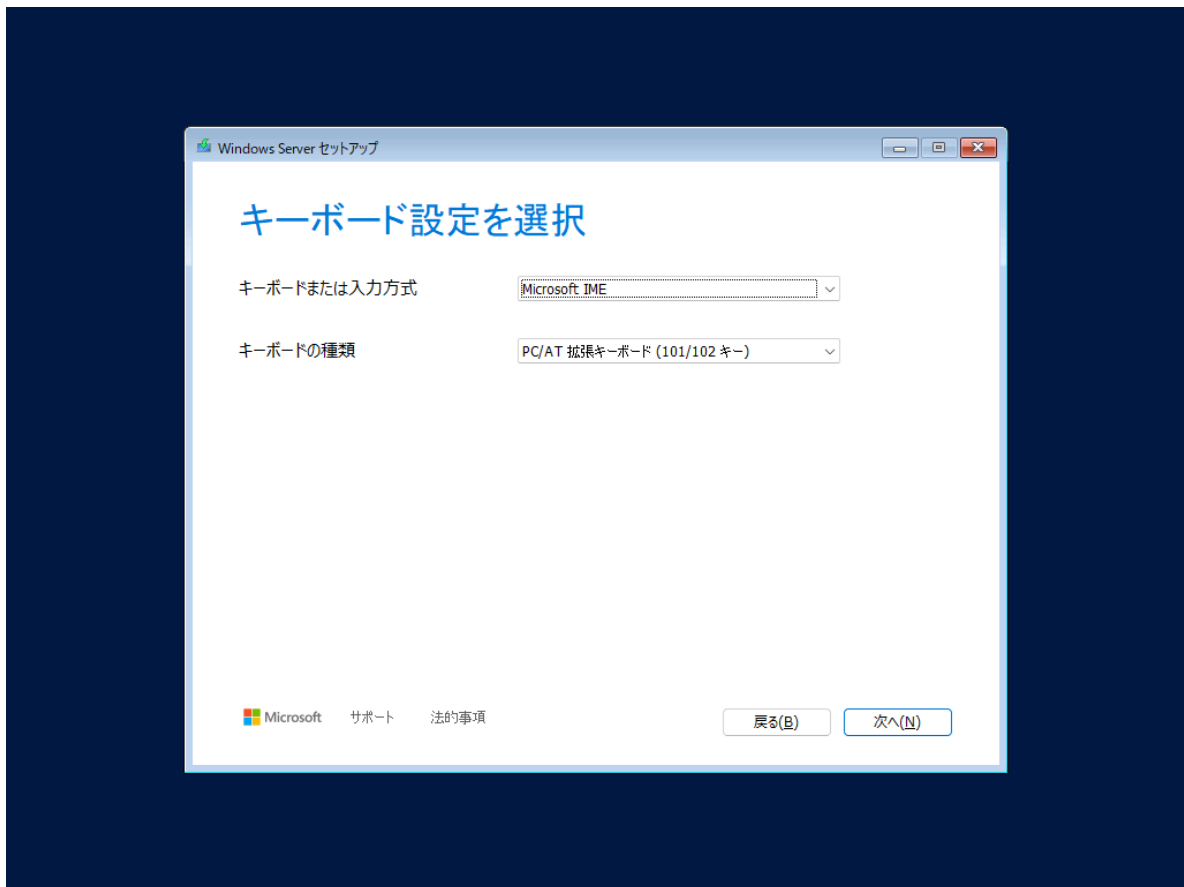 Windows Server セットアップ
キーボード設定を選択
キーボードまたは入力方式 Microsoft IME
キーボードの種類 PC/AT 拡張キーボード (101/102 キー)
Microsoft サポート 法的事項 戻る(B) 次へ(N)